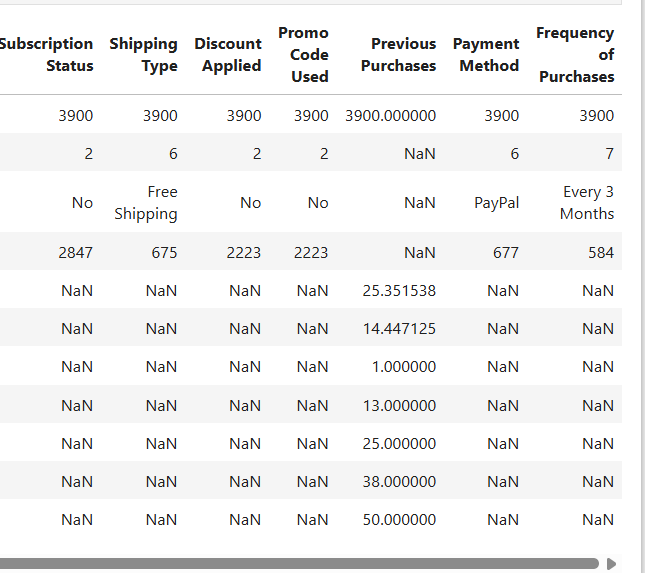 Subscription Status Shipping Type Discount Applied Promo Code Used Previous Purchases Payment Method Frequency of Purchases
3900 3900 3900 3900 3900.000000 3900 3900
2 6 2 2 NaN 6 7
No Free Shipping No No NaN PayPal Every 3 Months
2847 675 2223 2223 NaN 677 584
NaN NaN NaN NaN 25.351538 NaN NaN
NaN NaN NaN NaN 14.447125 NaN NaN
NaN NaN NaN NaN 1.000000 NaN NaN
NaN NaN NaN NaN 13.000000 NaN NaN
NaN NaN NaN NaN 25.000000 NaN NaN
NaN NaN NaN NaN 38.000000 NaN NaN
NaN NaN NaN NaN 50.000000 NaN NaN